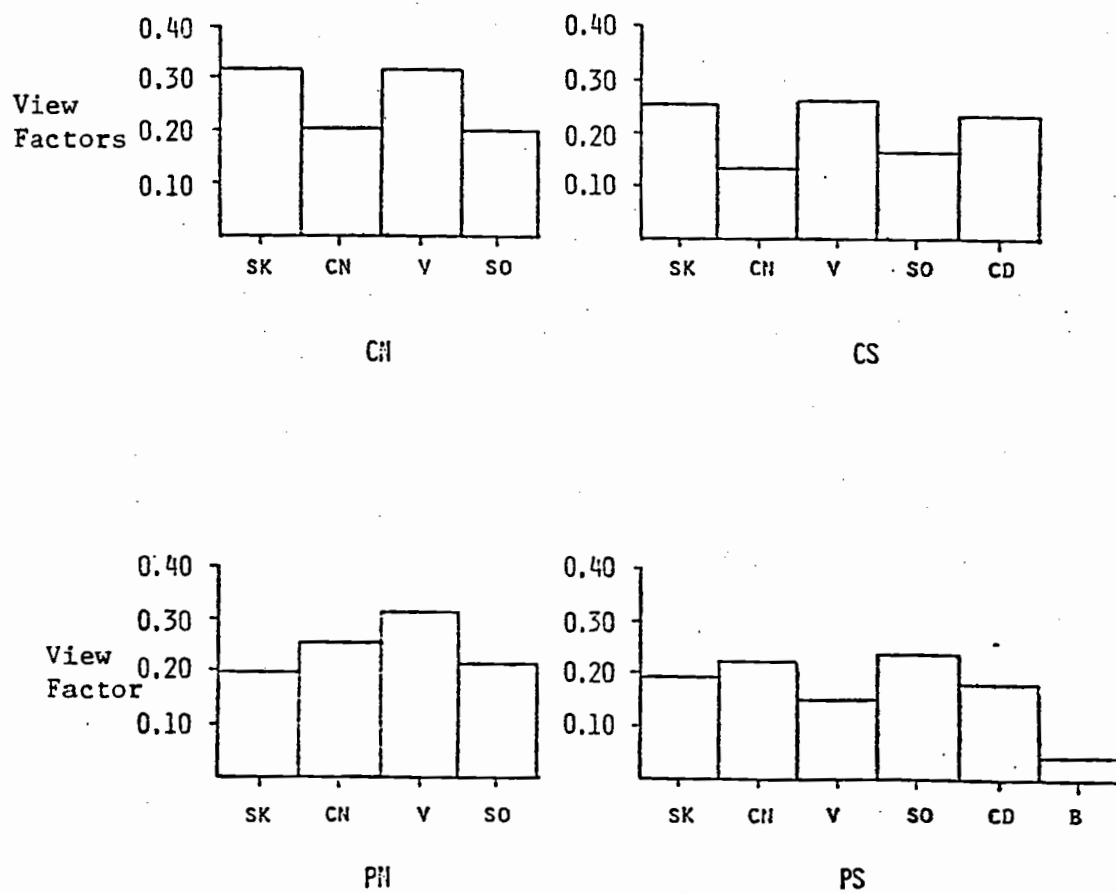 0.40
0.30
View
Factors
0.20
0.10
SK CN V SO
CN
0.40
0.30
0.20
0.10
SK CN V SO CD
CS
0.40
0.30
View
Factor
0.20
0.10
SK CN V SO
PN
0.40
0.30
0.20
0.10
SK CN V SO CD B
PS